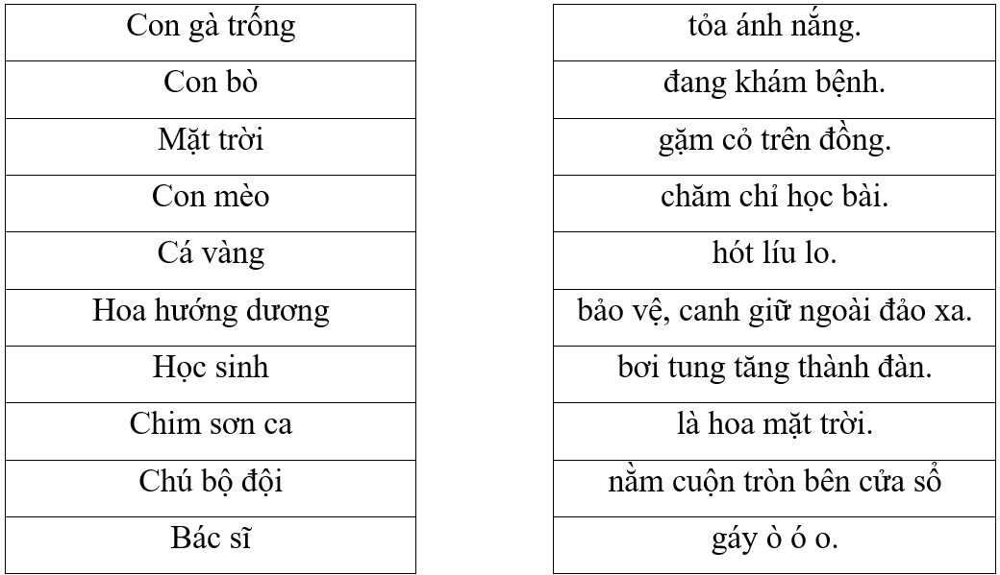 Con gà trống
tỏa ánh nắng.
Con bò
đang khám bệnh.
Mặt trời
gặm cỏ trên đồng.
Con mèo
chăm chỉ học bài.
Cá vàng
hót líu lo.
Hoa hướng dương
bảo vệ, canh giữ ngoài đảo xa.
Học sinh
bơi tung tăng thành đàn.
Chim sơn ca
là hoa mặt trời.
Chú bộ đội
nằm cuộn tròn bên cửa sổ
Bác sĩ
gáy ò ó o.